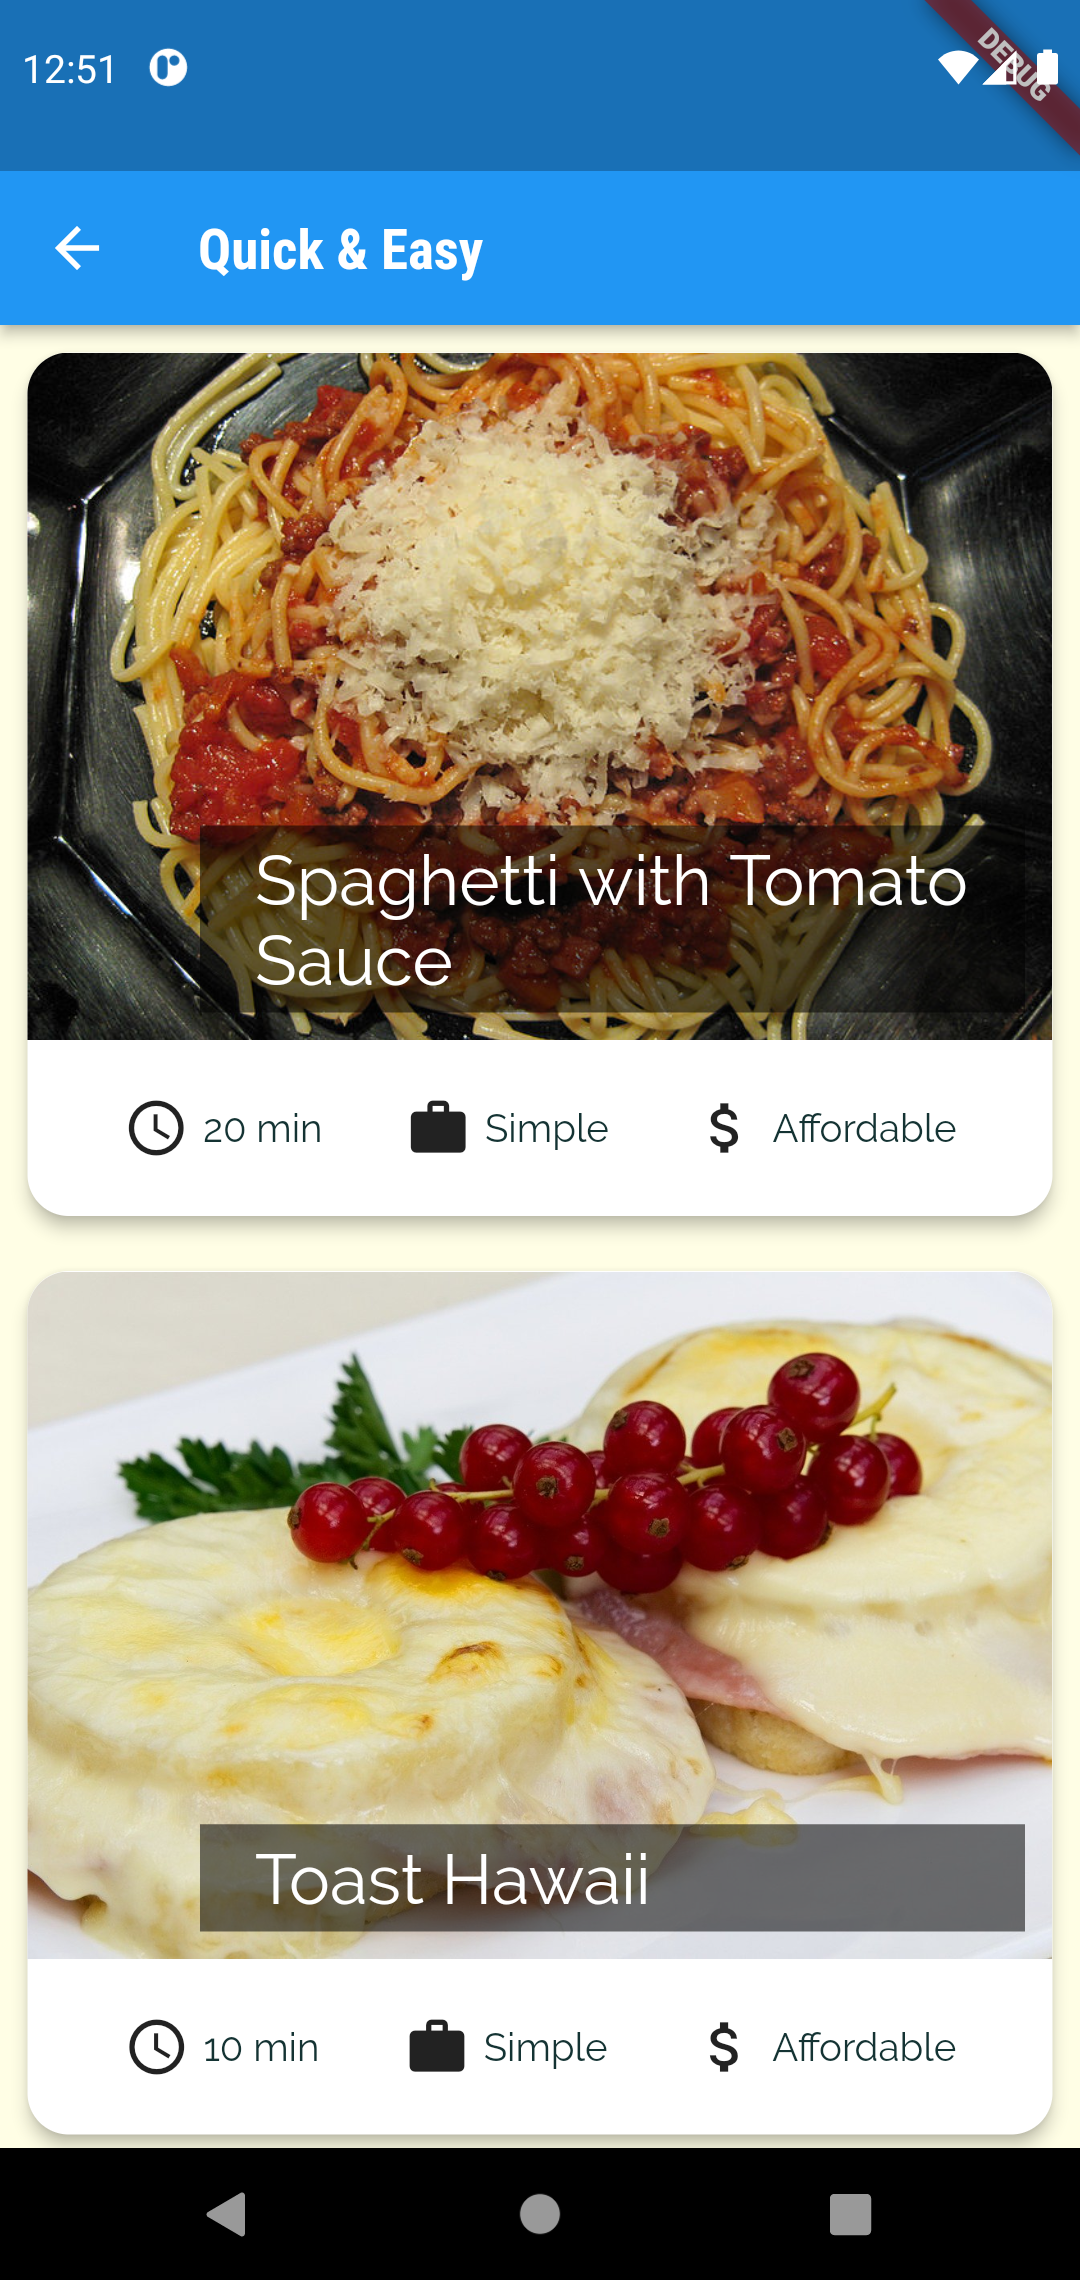 12:51
DEBUG
Quick & Easy
Spaghetti with Tomato
Sauce
20 min Simple Affordable
Toast Hawaii
10 min Simple Affordable